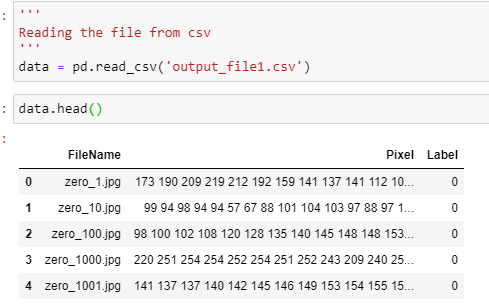 :
'''
Reading the file from csv
'''
data = pd.read_csv('output_file1.csv')
: data.head()
:
FileName Pixel Label
0 zero_1.jpg 173 190 209 219 212 192 159 141 137 141 112 10... 0
1 zero_10.jpg 99 94 98 94 94 57 67 88 101 104 103 97 88 97 1... 0
2 zero_100.jpg 98 100 102 108 120 128 135 140 145 148 148 153... 0
3 zero_1000.jpg 220 251 254 254 252 254 251 252 243 209 240 25... 0
4 zero_1001.jpg 141 137 137 140 142 145 146 149 153 154 155 15... 0